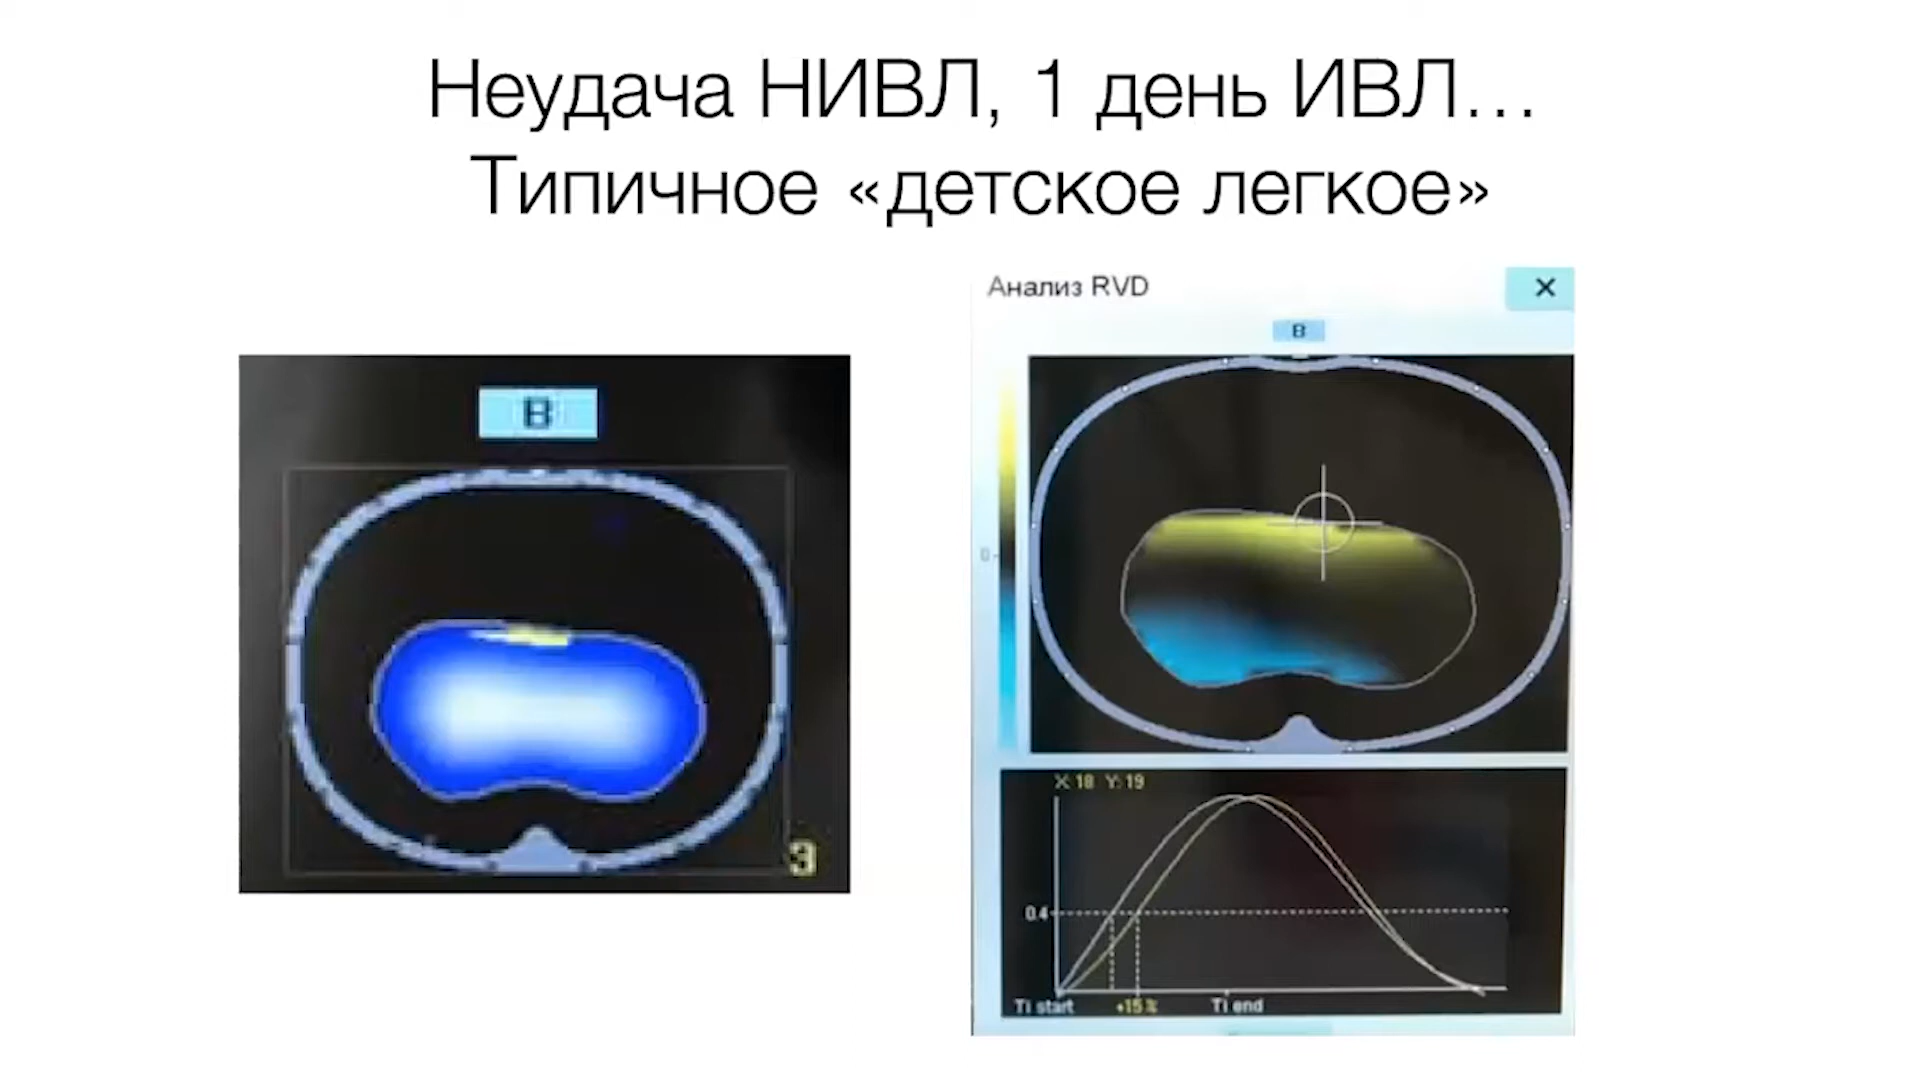 Неудача НИВЛ, 1 день ИВЛ...
Типичное «детское легкое»
B
3
Анализ RVD
B
0
X: 18 Y: 19
0.4
Ti start +15 % Ti end